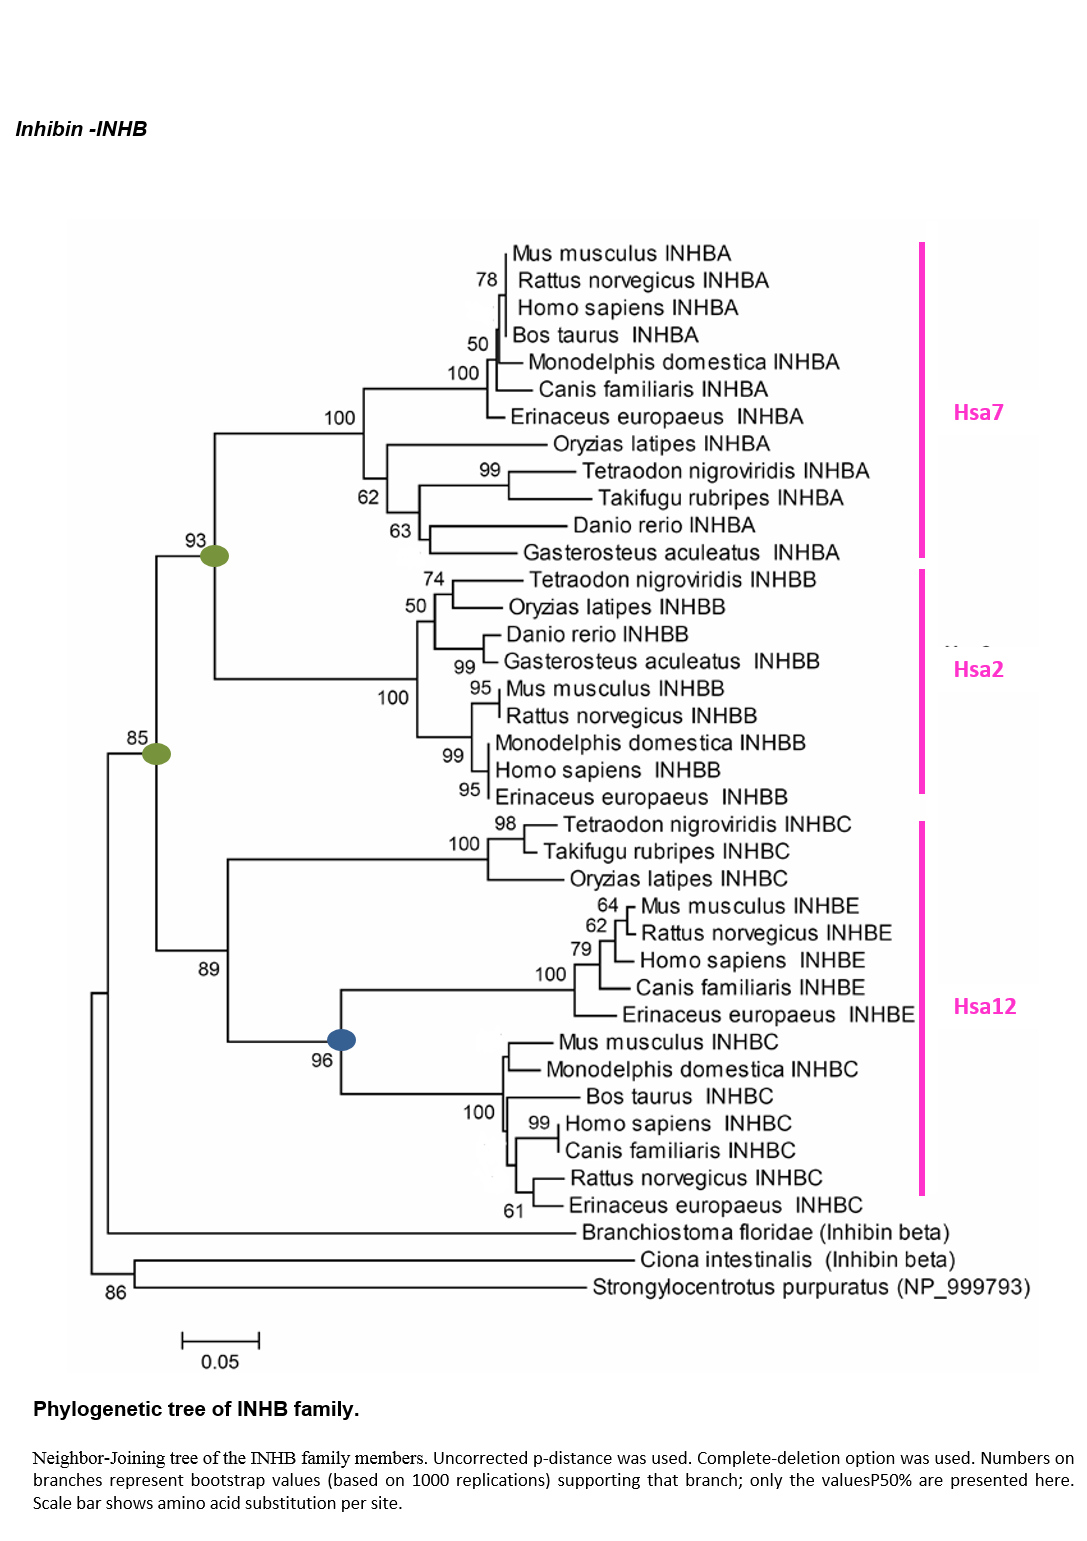 Inhibin -INHB
Mus musculus INHBA
78
Rattus norvegicus INHBA
Homo sapiens INHBA
Bos taurus INHBA
50
Monodelphis domestica INHBA
100
Canis familiaris INHBA
Hsa7
100
Erinaceus europaeus INHBA
Oryzias latipes INHBA
99
Tetraodon nigroviridis INHBA
62
Takifugu rubripes INHBA
63
Danio rerio INHBA
93
Gasterosteus aculeatus INHBA
74
Tetraodon nigroviridis INHBB
50
Oryzias latipes INHBB
Danio rerio INHBB
99
Gasterosteus aculeatus INHBB
Hsa2
95
Mus musculus INHBB
100
Rattus norvegicus INHBB
85
Monodelphis domestica INHBB
99
Homo sapiens INHBB
95
Erinaceus europaeus INHBB
98
Tetraodon nigroviridis INHBC
100
Takifugu rubripes INHBC
Oryzias latipes INHBC
64
Mus musculus INHBE
62
Rattus norvegicus INHBE
79
Homo sapiens INHBE
89
100
Canis familiaris INHBE
Hsa12
Erinaceus europaeus INHBE
Mus musculus INHBC
96
Monodelphis domestica INHBC
Bos taurus INHBC
100
99
Homo sapiens INHBC
Canis familiaris INHBC
Rattus norvegicus INHBC
61
Erinaceus europaeus INHBC
Branchiostoma floridae (Inhibin beta)
Ciona intestinalis (Inhibin beta)
86
Strongylocentrotus purpuratus (NP_999793)
0.05
Phylogenetic tree of INHB family.
Neighbor-Joining tree of the INHB family members. Uncorrected p-distance was used. Complete-deletion option was used. Numbers on
branches represent bootstrap values (based on 1000 replications) supporting that branch; only the valuesP50% are presented here.
Scale bar shows amino acid substitution per site.